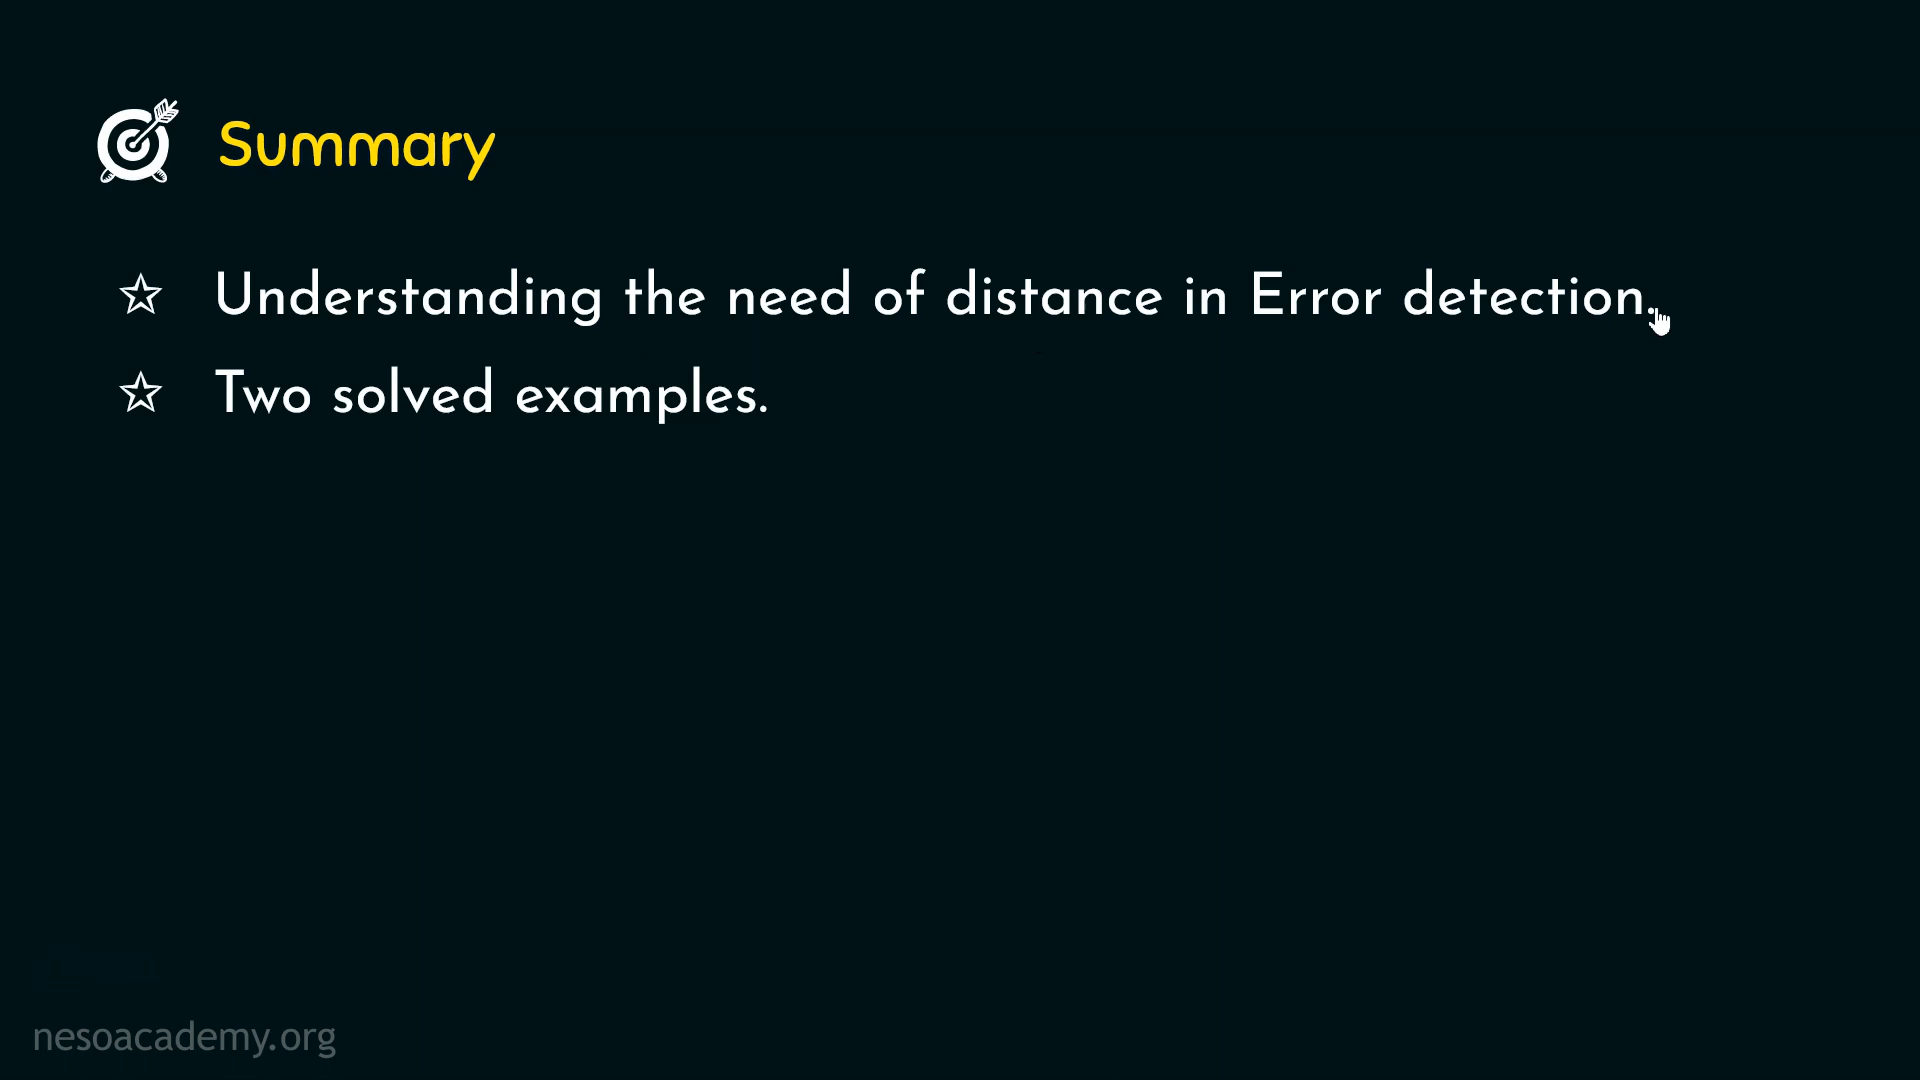 Summary
Understanding the need of distance in Error detection.
Two solved examples.
nesoacademy.org